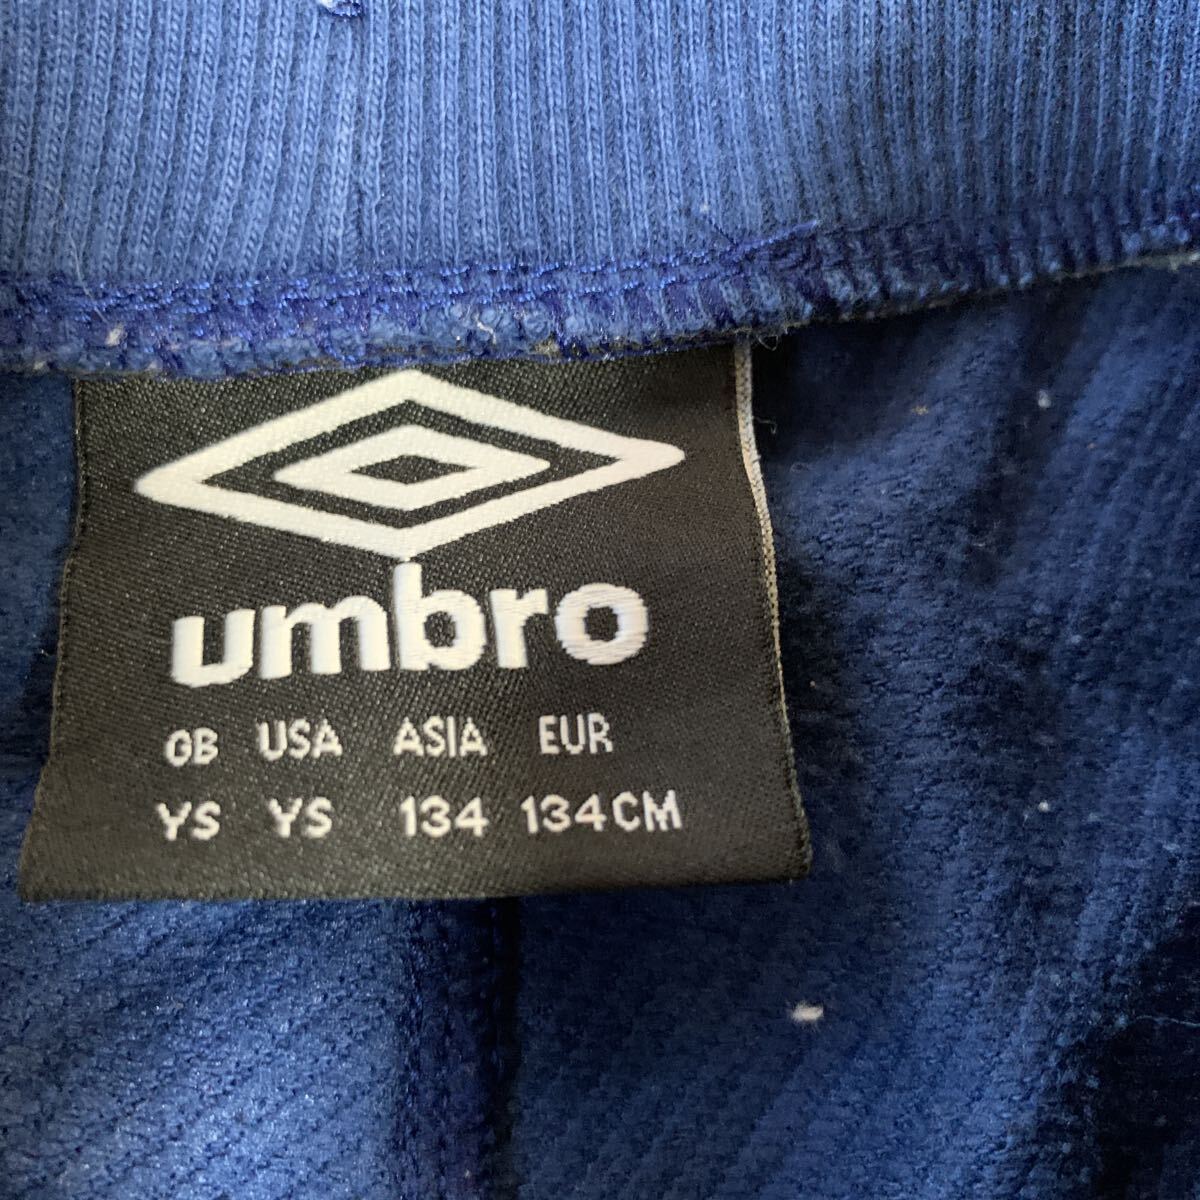 umbro
GB USA ASIA EUR
YS YS 134 134CM